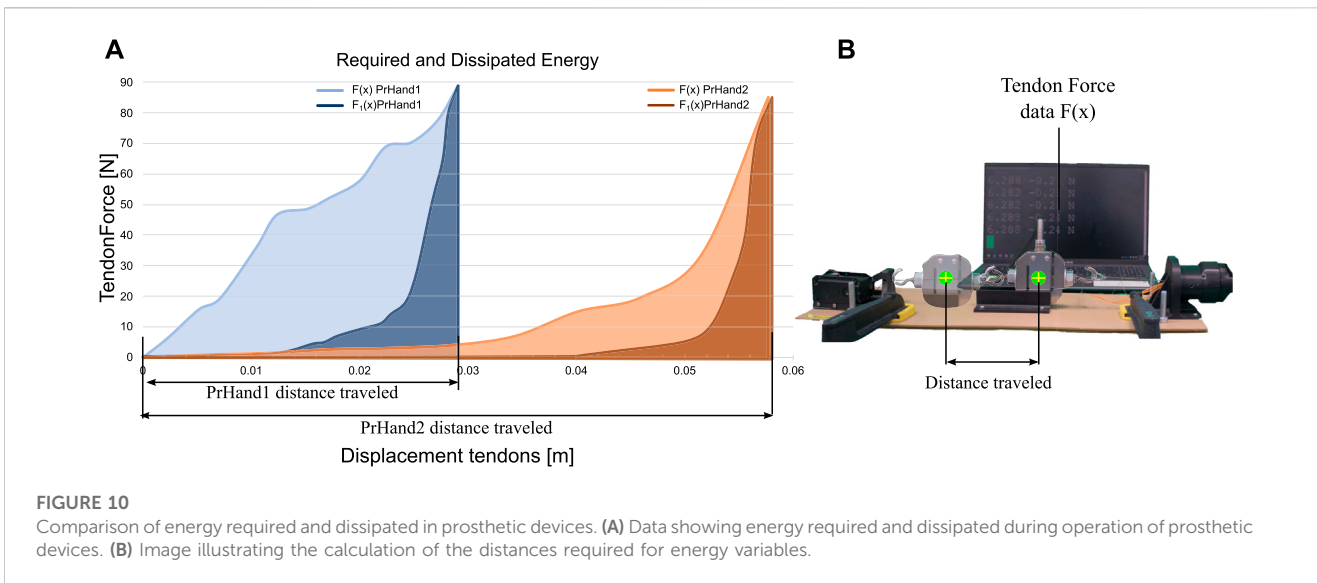 A
B
Required and Dissipated Energy
F(x) PrHand1
F₁(x)PrHand1
F(x) PrHand2
F₁(x)PrHand2
90
80
70
60
50
40
30
20
10
0
TendonForce [N]
0
0.01
0.02
0.03
0.04
0.05
0.06
PrHand1 distance traveled
PrHand2 distance traveled
Displacement tendons [m]
Tendon Force
data F(x)
N
N
N
N
N
Distance traveled
FIGURE 10
Comparison of energy required and dissipated in prosthetic devices. (A) Data showing energy required and dissipated during operation of prosthetic
devices. (B) Image illustrating the calculation of the distances required for energy variables.